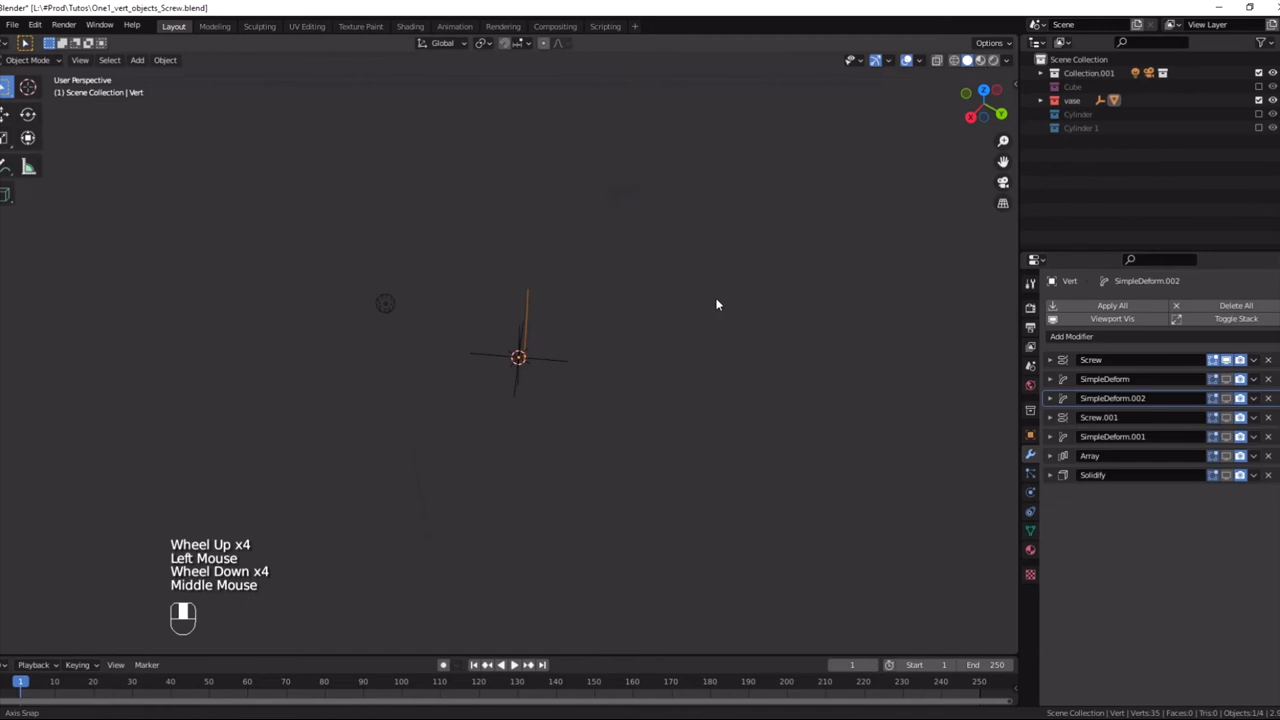 Blender* [L:\#Prod\Tutos\One1_vert_objects_Screw.blend]
File Edit Render Window Help Layout Modeling Sculpting UV Editing Texture Paint Shading Animation Rendering Compositing Scripting + Scene View Layer
Global Options
Object Mode View Select Add Object
User Perspective
(1) Scene Collection | Vert
Scene Collection
Collection.001
Cube
vase
Cylinder
Cylinder 1
X Y Z
Vert SimpleDeform.002
Apply All Delete All
Viewport Vis Toggle Stack
Add Modifier
Screw
SimpleDeform
SimpleDeform.002
Screw.001
SimpleDeform.001
Array
Solidify
Wheel Up x4
Left Mouse
Wheel Down x4
Middle Mouse
Playback Keying View Marker 1 Start 1 End 250
1 10 20 30 40 50 60 70 80 90 100 110 120 130 140 150 160 170 180 190 200 210 220 230 240 250
Axis Snap Scene Collection | Vert | Verts:35 | Faces:0 | Tris:0 | Objects:1/4 |